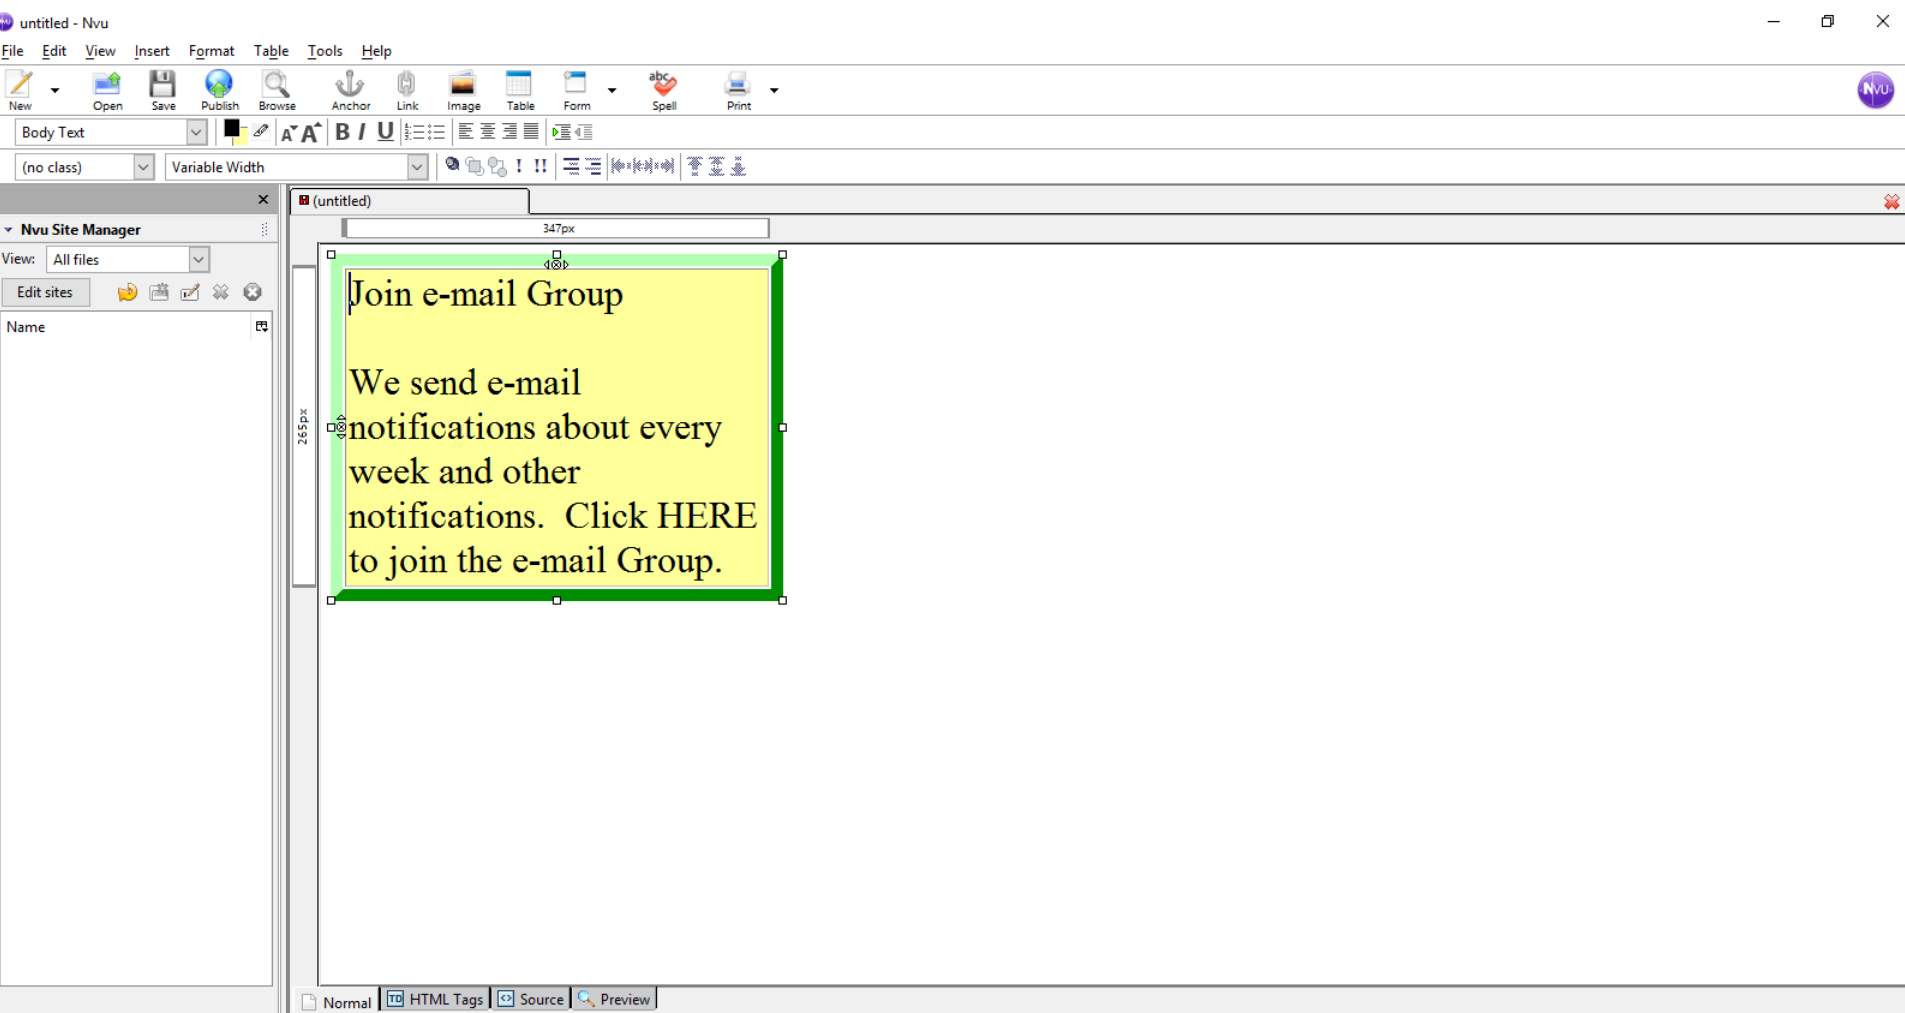 untitled - Nvu
File Edit View Insert Format Table Tools Help
New Open Save Publish Browse Anchor Link Image Table Form abc Spell Print NVU
Body Text A A B I U
(no class) Variable Width ! !!
(untitled)
347px
Nvu Site Manager
View: All files
Edit sites
Name
265px
Join e-mail Group
We send e-mail
notifications about every
week and other
notifications.  Click HERE
to join the e-mail Group.
Normal TD HTML Tags Source Preview